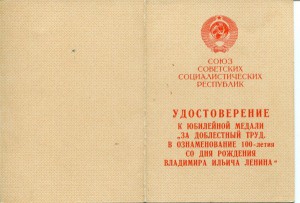 СОЮЗ
СОВЕТСКИХ
СОЦИАЛИСТИЧЕСКИХ
РЕСПУБЛИК
УДОСТОВЕРЕНИЕ
К ЮБИЛЕЙНОЙ МЕДАЛИ
„ЗА ДОБЛЕСТНЫЙ ТРУД.
В ОЗНАМЕНОВАНИЕ 100-летия
СО ДНЯ РОЖДЕНИЯ
ВЛАДИМИРА ИЛЬИЧА ЛЕНИНА“